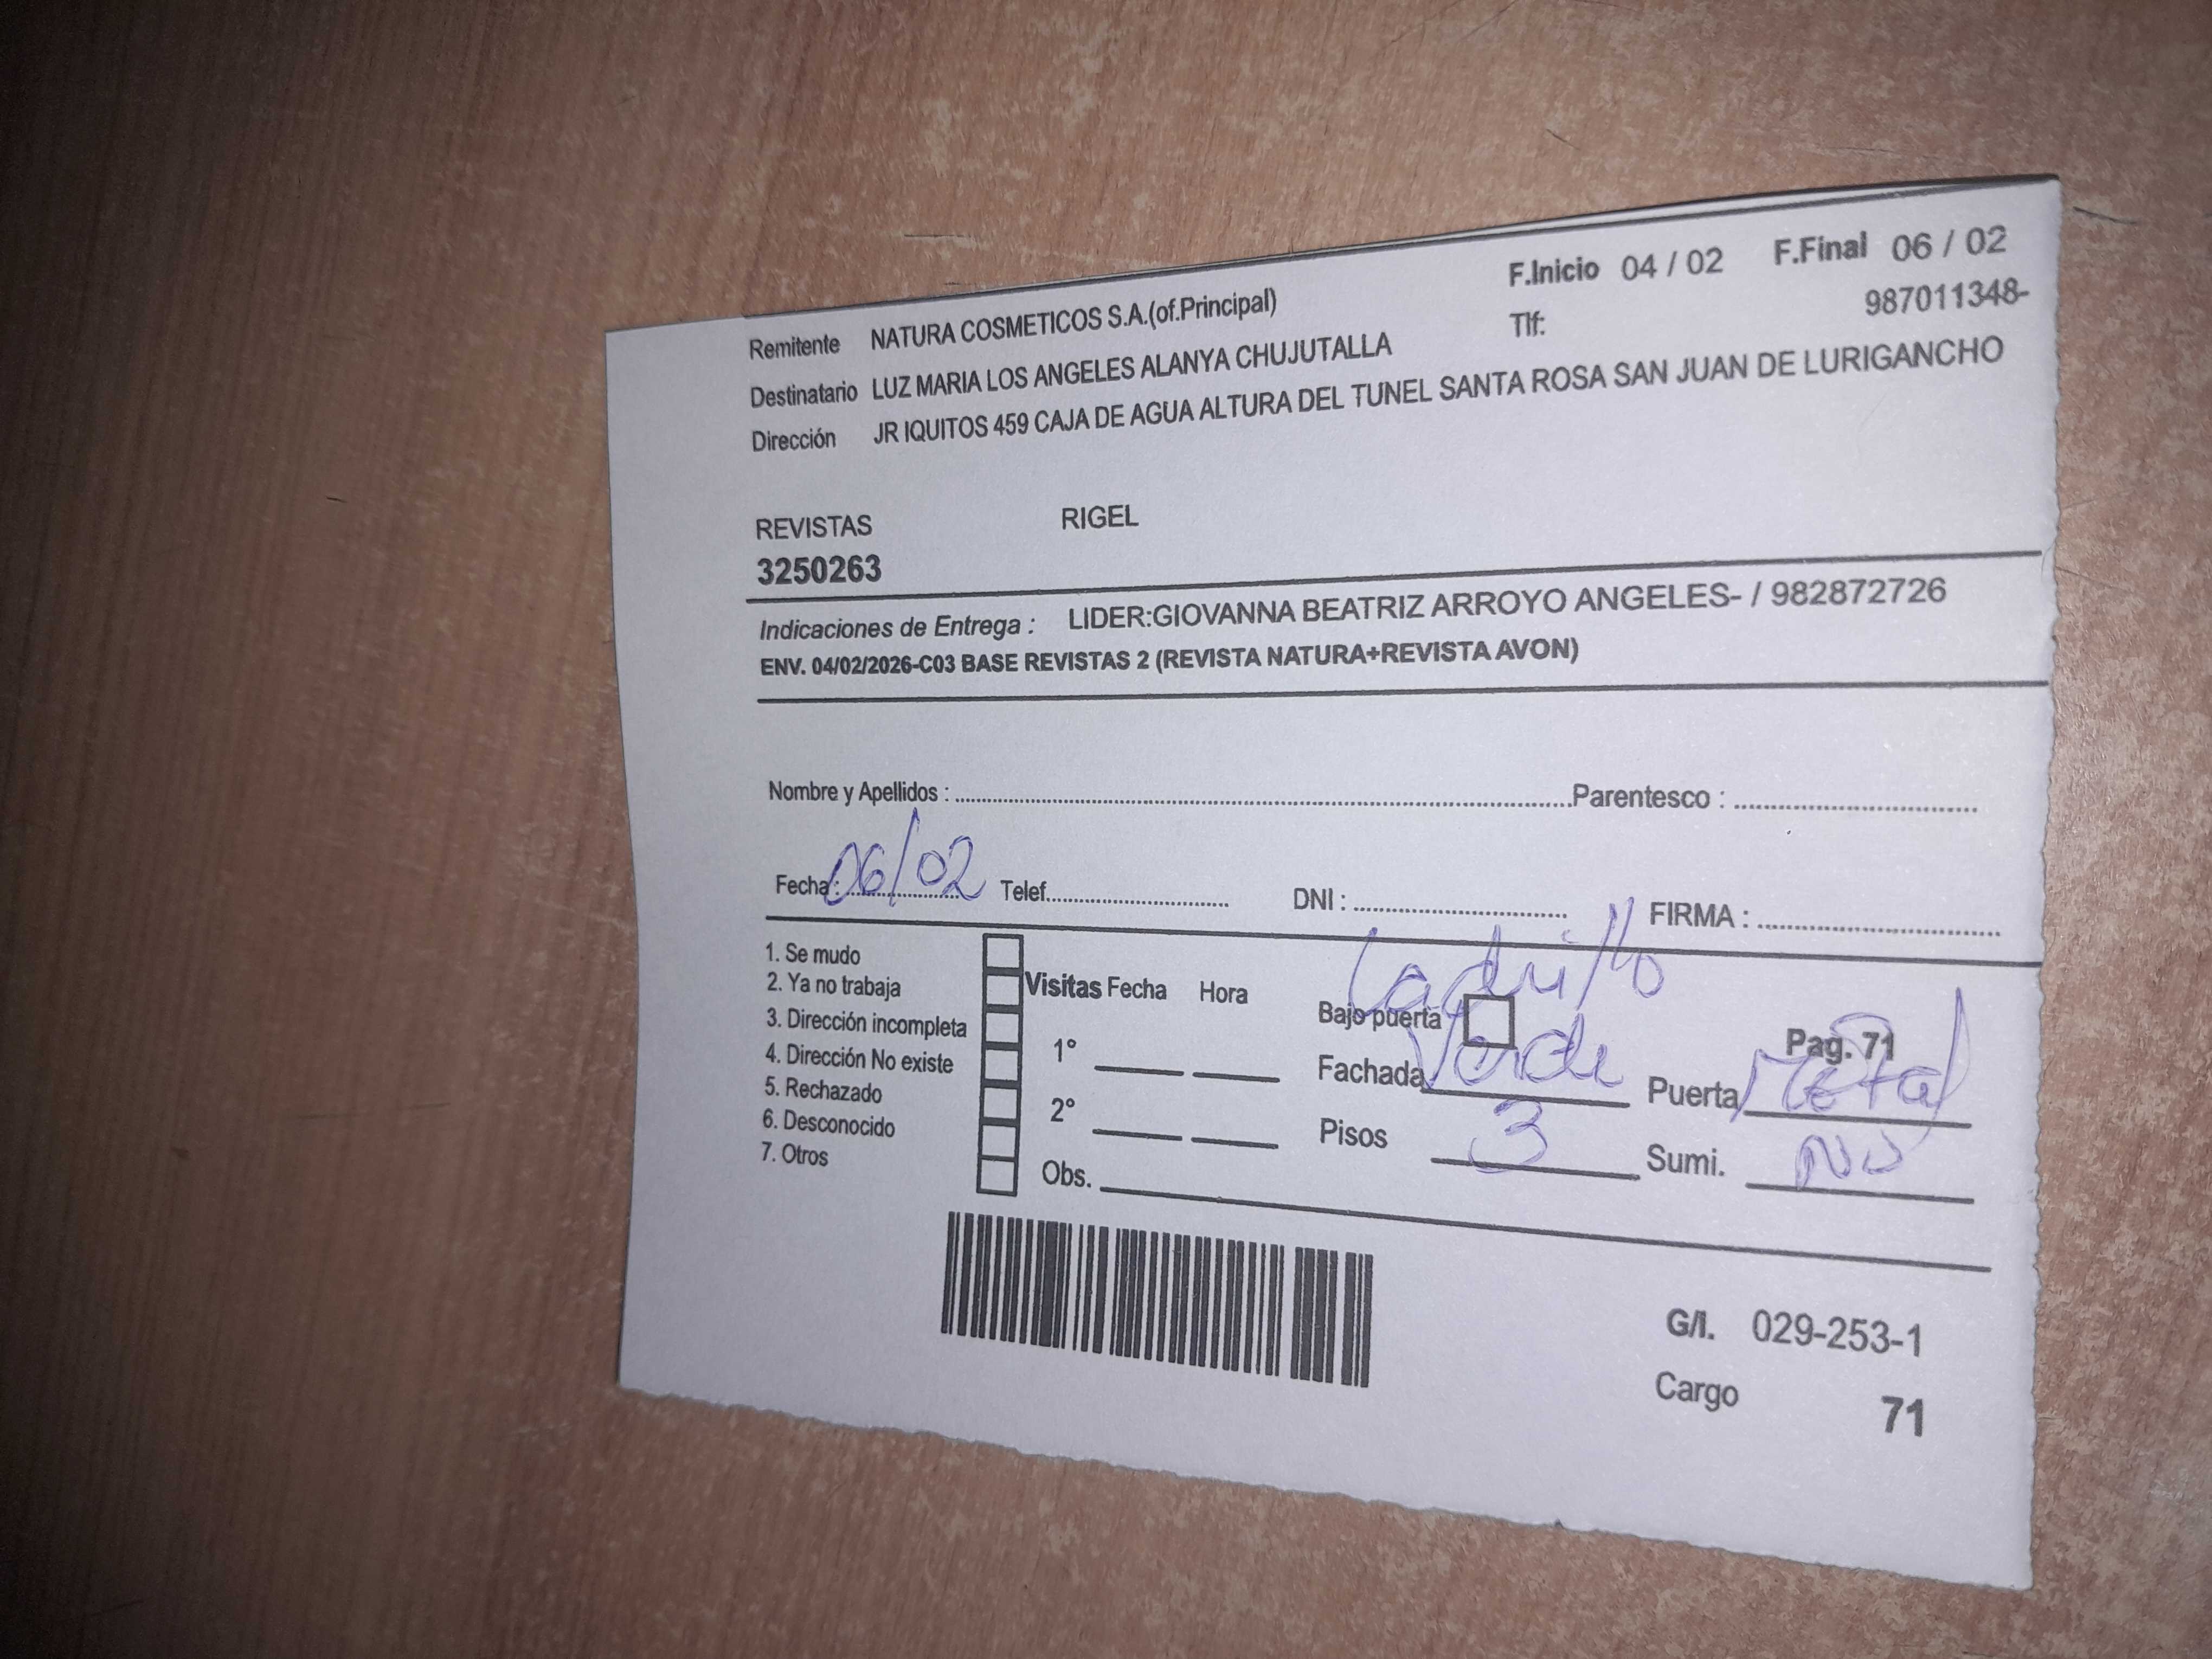 F.Inicio 04 / 02 F.Final 06 / 02
Remitente NATURA COSMETICOS S.A.(of.Principal) Tlf: 987011348-
Destinatario LUZ MARIA LOS ANGELES ALANYA CHUJUTALLA
Dirección JR IQUITOS 459 CAJA DE AGUA ALTURA DEL TUNEL SANTA ROSA SAN JUAN DE LURIGANCHO
REVISTAS RIGEL
3250263
Indicaciones de Entrega : LIDER:GIOVANNA BEATRIZ ARROYO ANGELES- / 982872726
ENV. 04/02/2026-C03 BASE REVISTAS 2 (REVISTA NATURA+REVISTA AVON)
Nombre y Apellidos : Parentesco :
Fecha : 06/02 Telef. DNI : FIRMA :
1. Se mudo
2. Ya no trabaja
3. Dirección incompleta
4. Dirección No existe
5. Rechazado
6. Desconocido
7. Otros
Visitas Fecha Hora
1°
2°
Obs.
Ladrillo
Bajo puerta Pag. 71
Fachada Verde Puerta Metal
Pisos 3 Sumi. NO
G/I. 029-253-1
Cargo 71